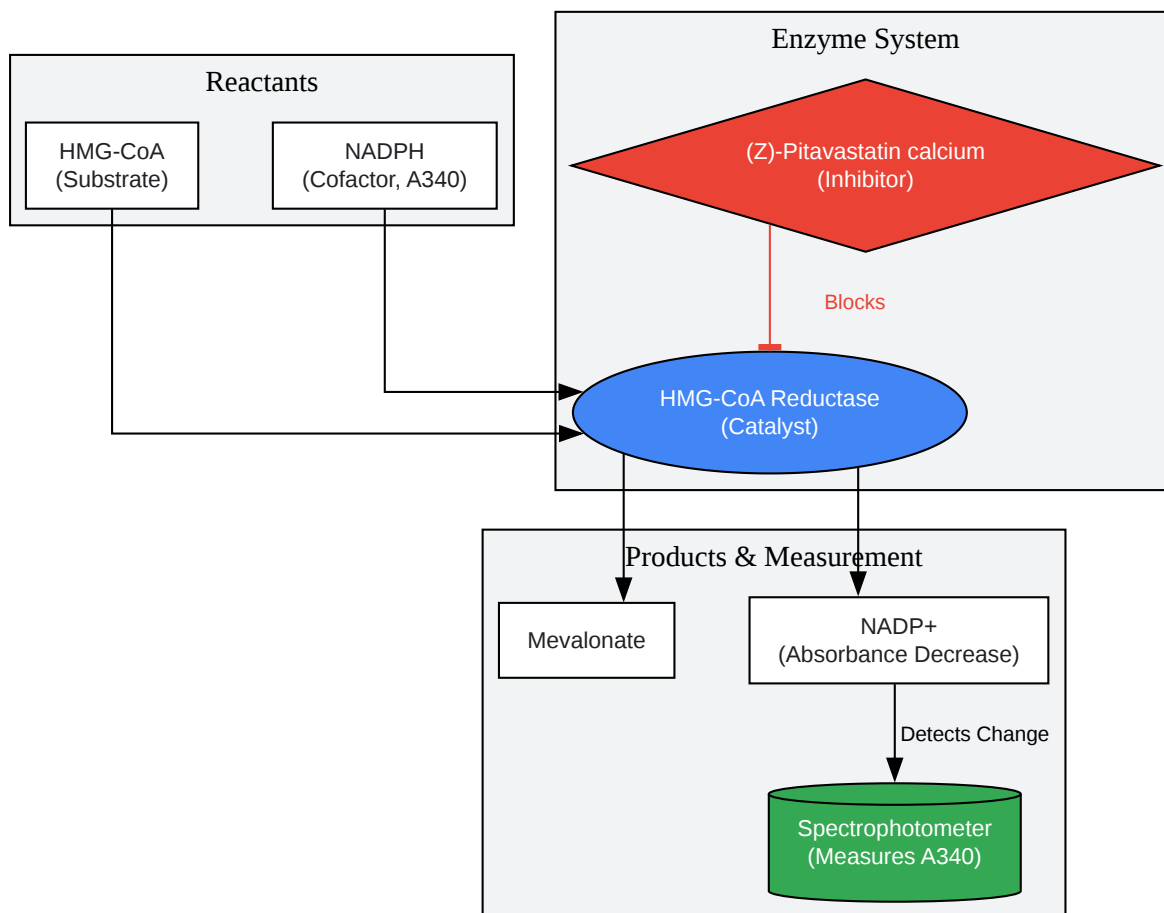 Enzyme System
Reactants
HMG-CoA
(Substrate)
NADPH
(Cofactor, A340)
(Z)-Pitavastatin calcium
(Inhibitor)
Blocks
HMG-CoA Reductase
(Catalyst)
Products & Measurement
Mevalonate
NADP+
(Absorbance Decrease)
Detects Change
Spectrophotometer
(Measures A340)